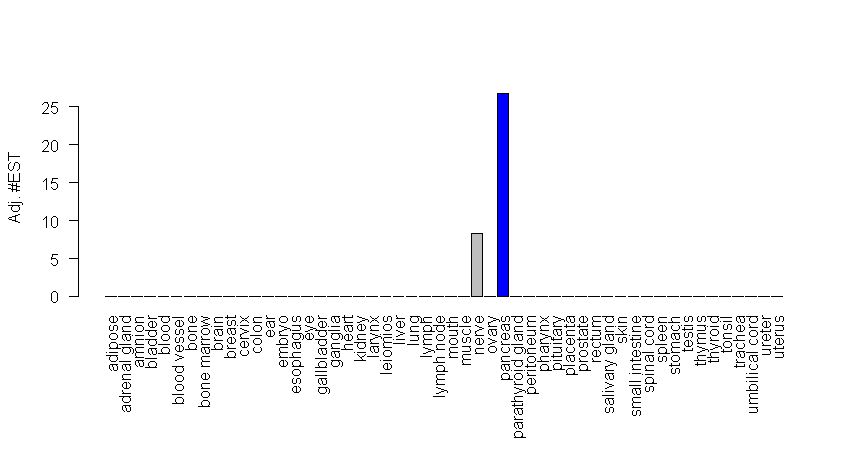 Adj. #EST
25
20
15
10
5
0
adipose
adrenal gland
amnion
bladder
blood
blood vessel
bone
bone marrow
brain
breast
cervix
colon
ear
embryo
esophagus
eye
gallbladder
ganglia
heart
kidney
larynx
leiomios
liver
lung
lymph
lymph node
mouth
muscle
nerve
ovary
pancreas
parathyroid gland
peritoneum
pharynx
pituitary
placenta
prostate
rectum
salivary gland
skin
small intestine
spinal cord
spleen
stomach
testis
thymus
thyroid
tonsil
trachea
umbilical cord
ureter
uterus